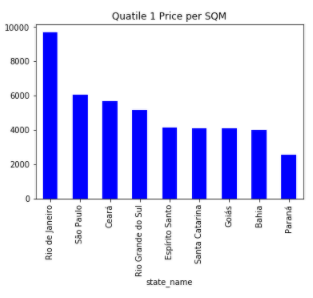 Quatile 1 Price per SQM
10000
8000
6000
4000
2000
0
Rio de Janeiro
São Paulo
Ceará
Rio Grande do Sul
Espírito Santo
Santa Catarina
Goiás
Bahia
Paraná
state_name